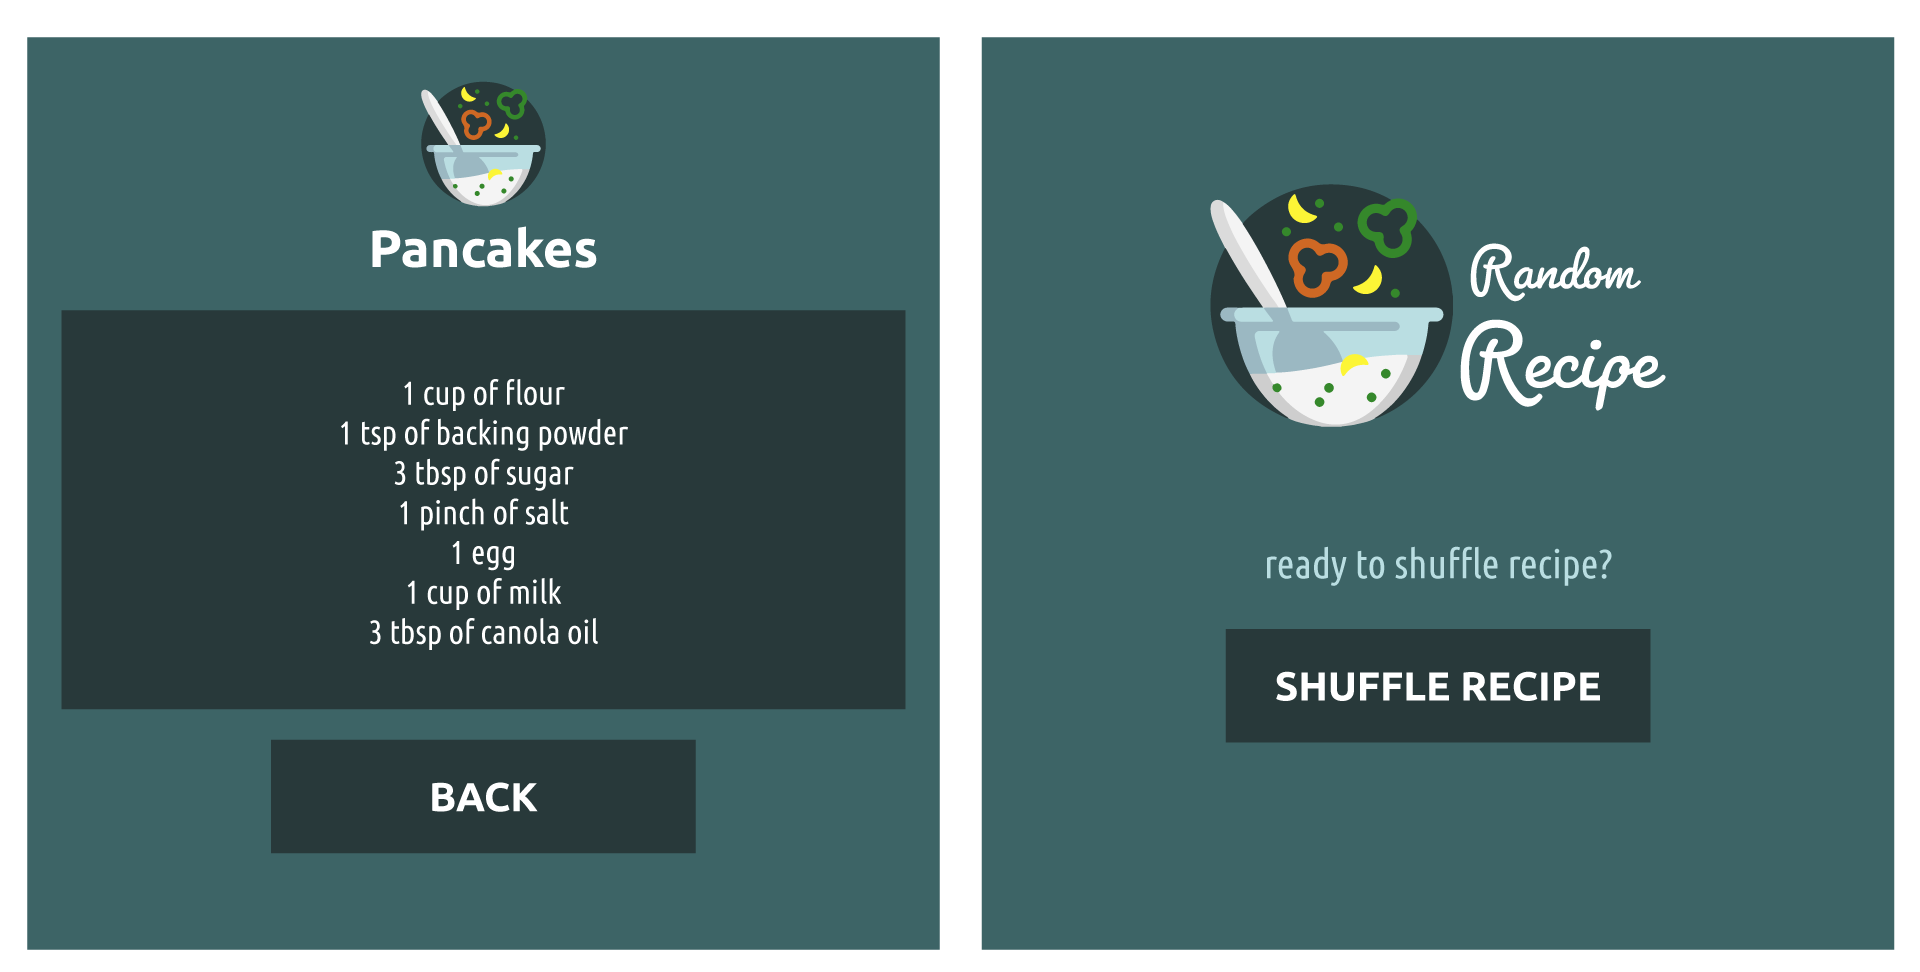 Pancakes
1 cup of flour
1 tsp of backing powder
3 tbsp of sugar
1 pinch of salt
1 egg
1 cup of milk
3 tbsp of canola oil
BACK
Random
Recipe
ready to shuffle recipe?
SHUFFLE RECIPE